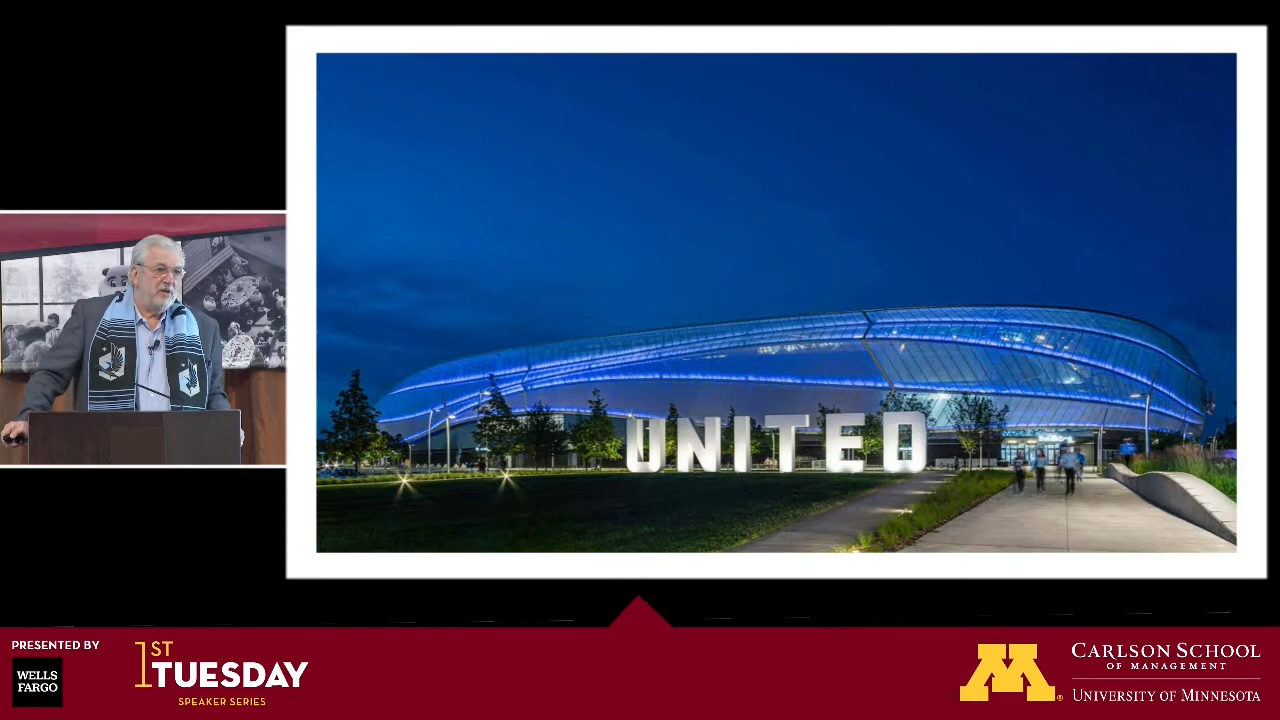 UNITED
PRESENTED BY
WELLS
FARGO
1ST
TUESDAY
SPEAKER SERIES
M
CARLSON SCHOOL
OF MANAGEMENT
UNIVERSITY OF MINNESOTA